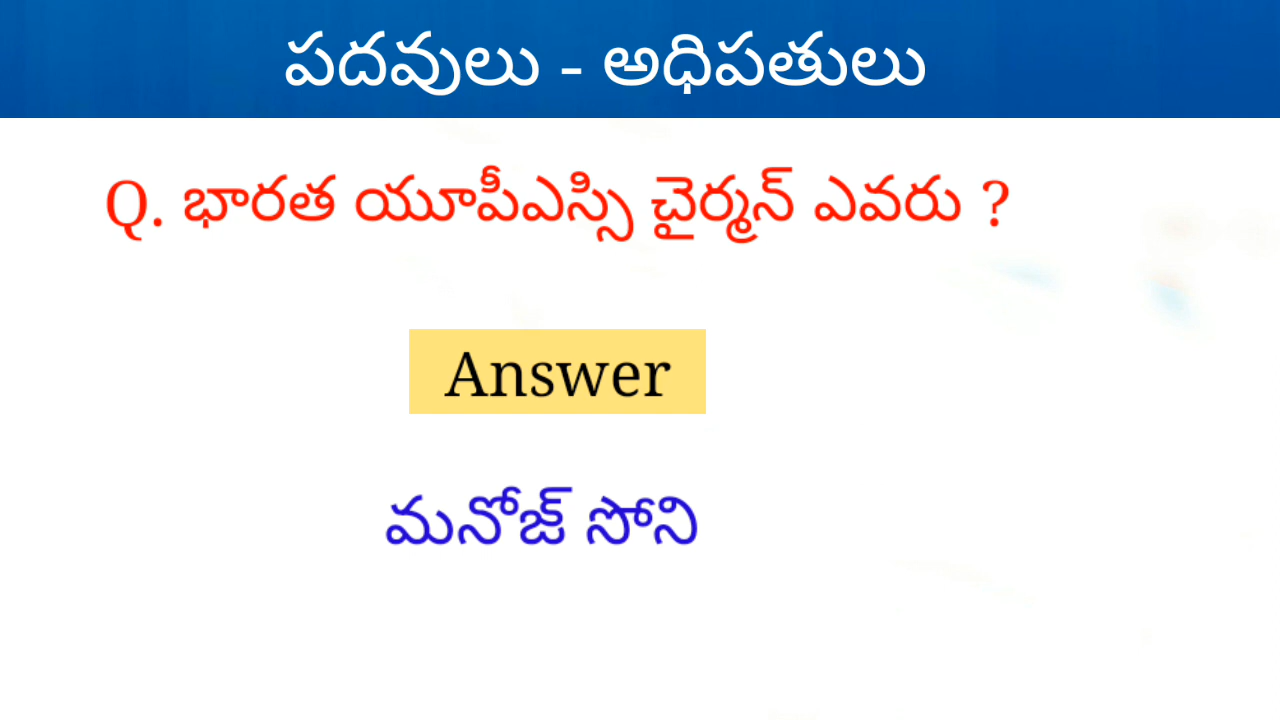 పదవులు - అధిపతులు
Q. భారత యూపీఎస్సి చైర్మన్ ఎవరు ?
Answer
మనోజ్ సోని